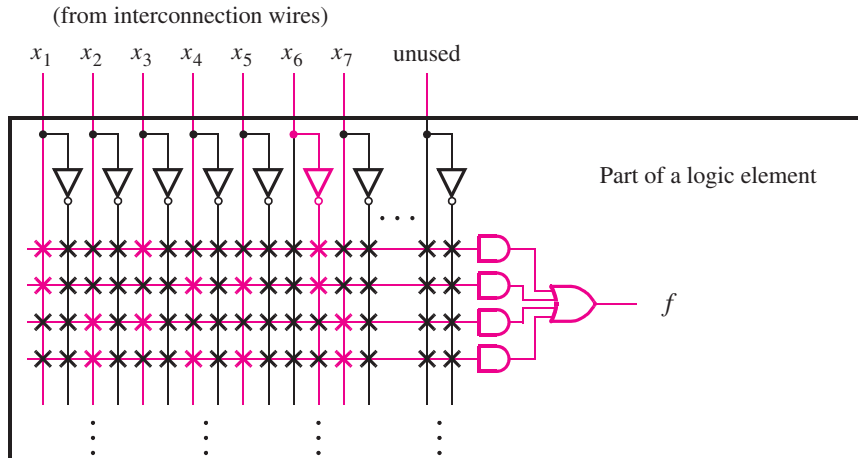 (from interconnection wires)
x₁ x₂ x₃ x₄ x₅ x₆ x₇ unused
Part of a logic element
f